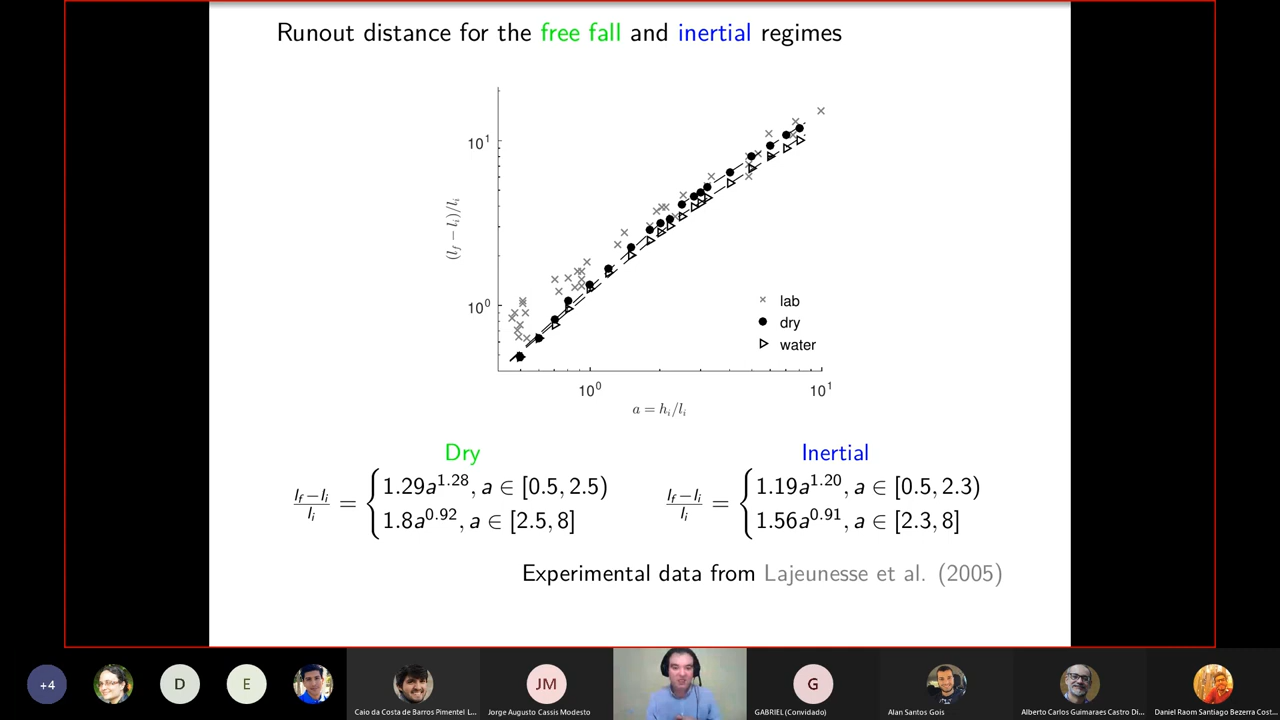 Runout distance for the free fall and inertial regimes
10¹
10⁰
(l_f − l_i)/l_i
lab
dry
water
10⁰ 10¹
a = h_i/l_i
Dry
(l_f−l_i)/l_i = { 1.29a^1.28, a ∈ [0.5, 2.5)
1.8a^0.92, a ∈ [2.5, 8]
Inertial
(l_f−l_i)/l_i = { 1.19a^1.20, a ∈ [0.5, 2.3)
1.56a^0.91, a ∈ [2.3, 8]
Experimental data from Lajeunesse et al. (2005)
+4
D
E
Caio da Costa de Barros Pimentel L...
JM
Jorge Augusto Cassis Modesto
G
GABRIEL (Convidado)
Alan Santos Gois
Alberto Carlos Guimaraes Castro Di...
Daniel Raom Santiago Bezerra Cost...